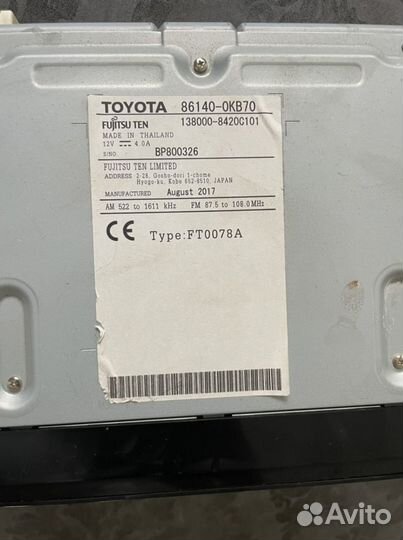 TOYOTA 86140-0KB70
FUJITSU TEN 138000-8420C101
MADE IN THAILAND
12V 4.0A
S/NO BP800326
FUJITSU TEN LIMITED
ADDRESS 2-28, Gosho-dori 1-chome
Hyogo-ku, Kobe 652-8510, JAPAN
MANUFACTURED August 2017
AM 522 to 1611 kHz FM 87.5 to 108.0MHz
CE Type:FT0078A
Avito